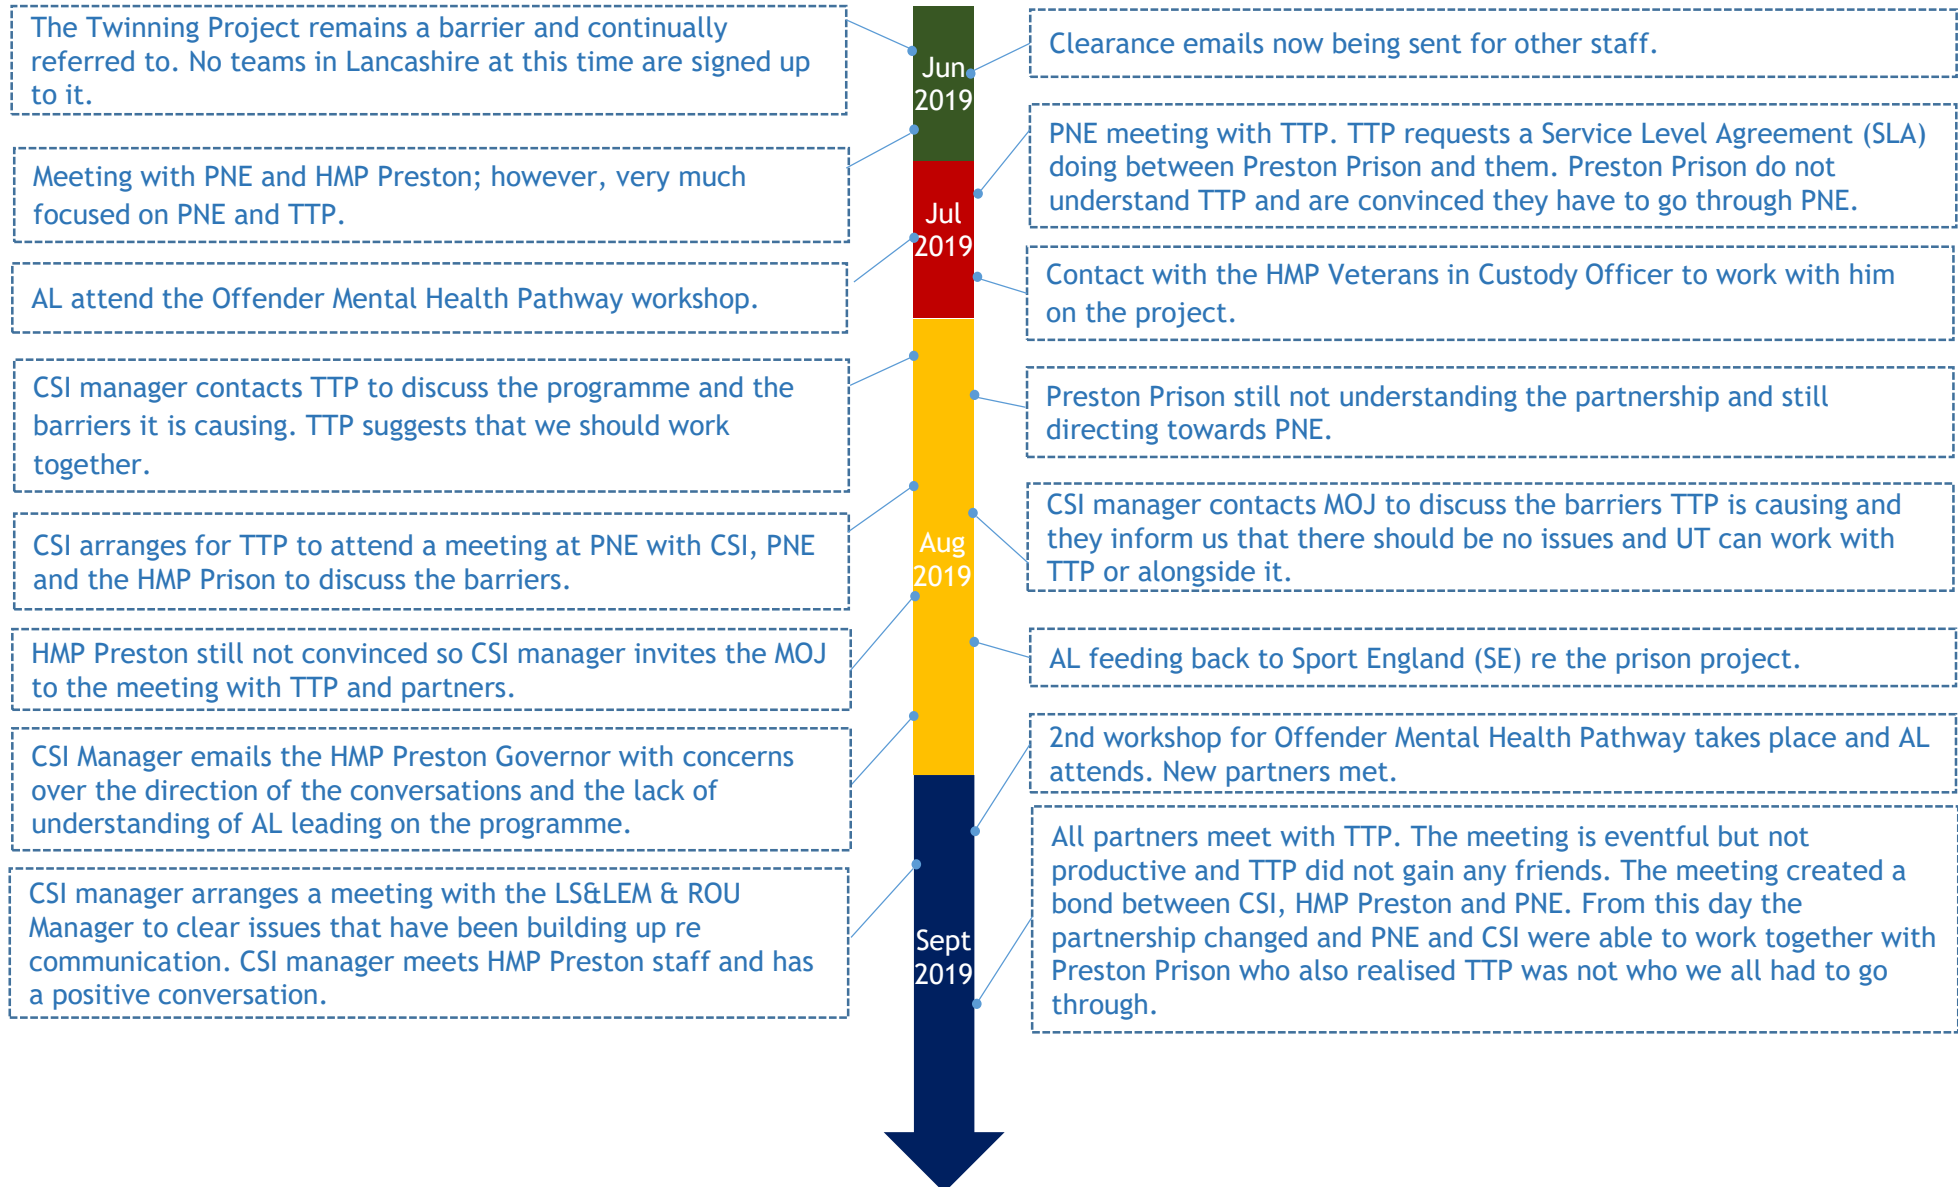 The Twinning Project remains a barrier and continually
referred to. No teams in Lancashire at this time are signed up
to it.
Clearance emails now being sent for other staff.
Jun
2019
Meeting with PNE and HMP Preston; however, very much
focused on PNE and TTP.
PNE meeting with TTP. TTP requests a Service Level Agreement (SLA)
doing between Preston Prison and them. Preston Prison do not
understand TTP and are convinced they have to go through PNE.
Jul
2019
AL attend the Offender Mental Health Pathway workshop.
Contact with the HMP Veterans in Custody Officer to work with him
on the project.
CSI manager contacts TTP to discuss the programme and the
barriers it is causing. TTP suggests that we should work
together.
Preston Prison still not understanding the partnership and still
directing towards PNE.
CSI arranges for TTP to attend a meeting at PNE with CSI, PNE
and the HMP Prison to discuss the barriers.
CSI manager contacts MOJ to discuss the barriers TTP is causing and
they inform us that there should be no issues and UT can work with
TTP or alongside it.
Aug
2019
HMP Preston still not convinced so CSI manager invites the MOJ
to the meeting with TTP and partners.
AL feeding back to Sport England (SE) re the prison project.
CSI Manager emails the HMP Preston Governor with concerns
over the direction of the conversations and the lack of
understanding of AL leading on the programme.
2nd workshop for Offender Mental Health Pathway takes place and AL
attends. New partners met.
CSI manager arranges a meeting with the LS&LEM & ROU
Manager to clear issues that have been building up re
communication. CSI manager meets HMP Preston staff and has
a positive conversation.
All partners meet with TTP. The meeting is eventful but not
productive and TTP did not gain any friends. The meeting created a
bond between CSI, HMP Preston and PNE. From this day the
partnership changed and PNE and CSI were able to work together with
Preston Prison who also realised TTP was not who we all had to go
through.
Sept
2019